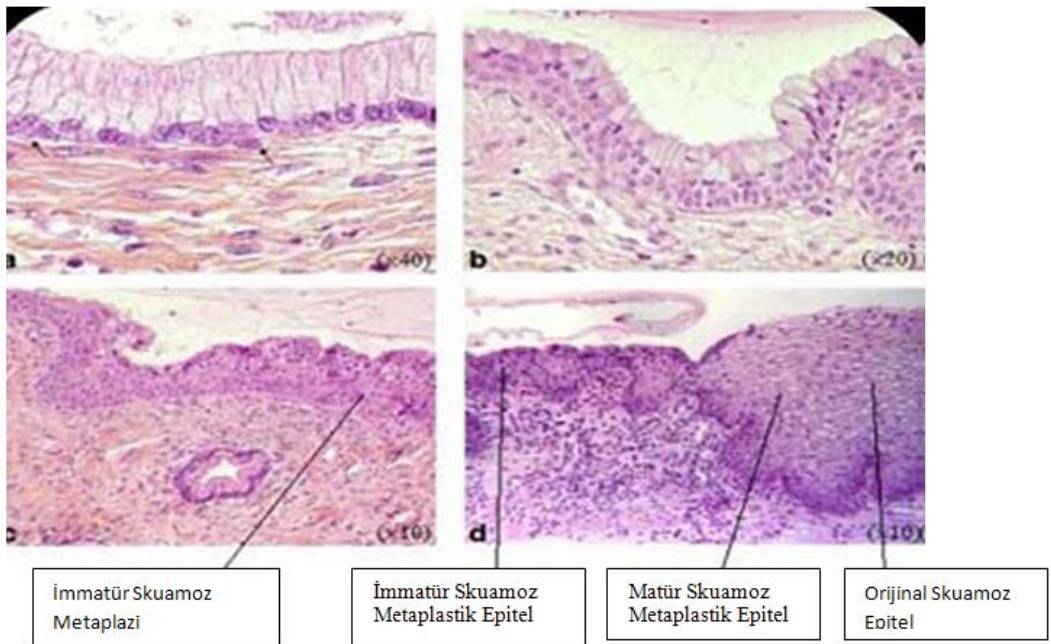 a
(×40)
b
(×20)
c
(×10)
d
(×10)
İmmatür Skuamoz
Metaplazi
İmmatür Skuamoz
Metaplastik Epitel
Matür Skuamoz
Metaplastik Epitel
Orijinal Skuamoz
Epitel